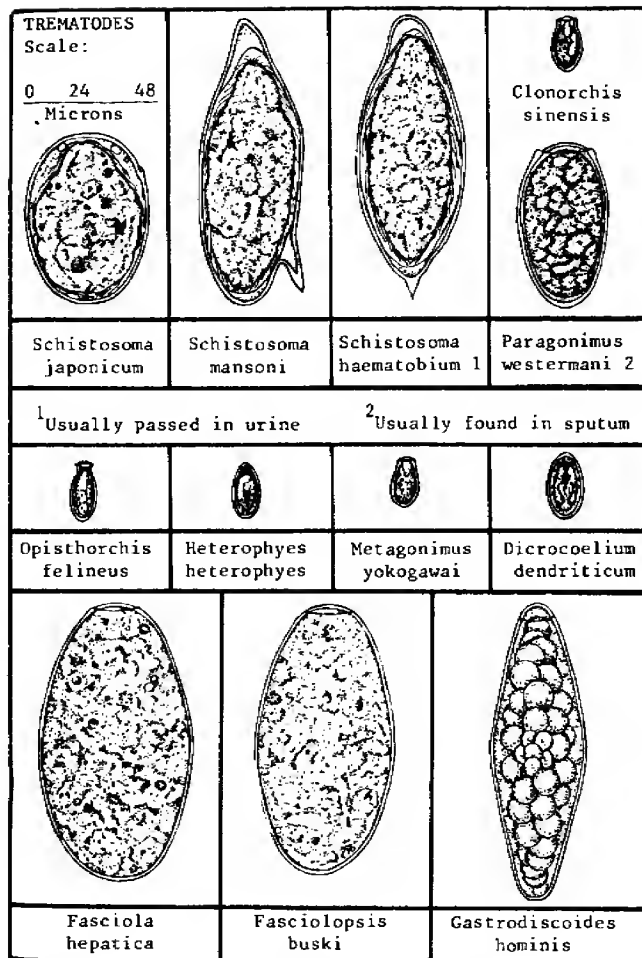 TREMATODES
Scale:
0 24 48
Microns
Clonorchis
sinensis
Schistosoma
japonicum
Schistosoma
mansoni
Schistosoma
haematobium 1
Paragonimus
westermani 2
1Usually passed in urine
2Usually found in sputum
Opisthorchis
felineus
Heterophyes
heterophyes
Metagonimus
yokogawai
Dicrocoelium
dendriticum
Fasciola
hepatica
Fasciolopsis
buski
Gastrodiscoides
hominis